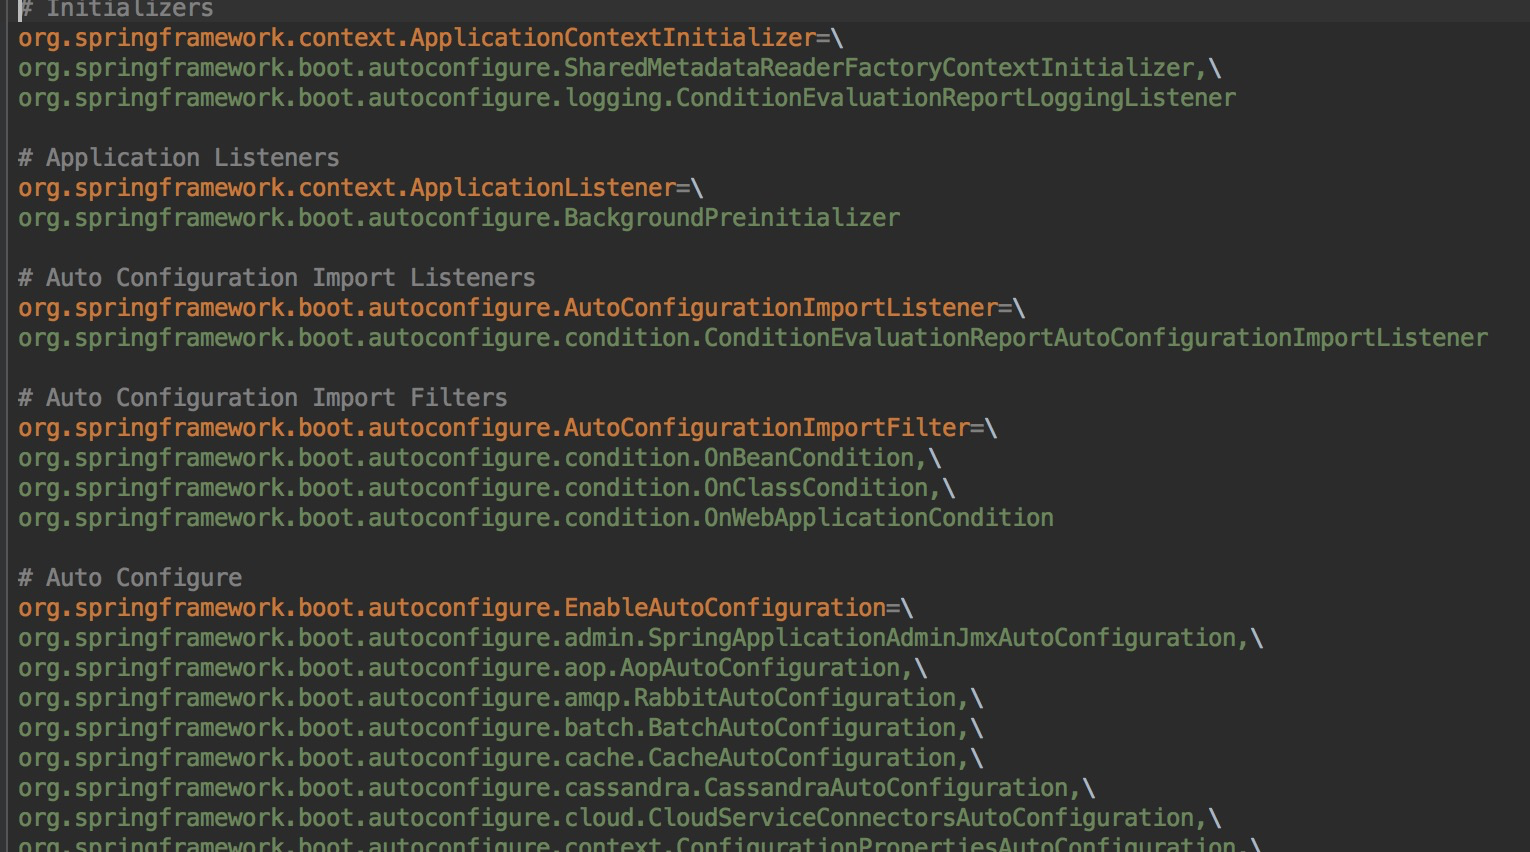 # Initializers
org.springframework.context.ApplicationContextInitializer=\
org.springframework.boot.autoconfigure.SharedMetadataReaderFactoryContextInitializer,\
org.springframework.boot.autoconfigure.logging.ConditionEvaluationReportLoggingListener
# Application Listeners
org.springframework.context.ApplicationListener=\
org.springframework.boot.autoconfigure.BackgroundPreinitializer
# Auto Configuration Import Listeners
org.springframework.boot.autoconfigure.AutoConfigurationImportListener=\
org.springframework.boot.autoconfigure.condition.ConditionEvaluationReportAutoConfigurationImportListener
# Auto Configuration Import Filters
org.springframework.boot.autoconfigure.AutoConfigurationImportFilter=\
org.springframework.boot.autoconfigure.condition.OnBeanCondition,\
org.springframework.boot.autoconfigure.condition.OnClassCondition,\
org.springframework.boot.autoconfigure.condition.OnWebApplicationCondition
# Auto Configure
org.springframework.boot.autoconfigure.EnableAutoConfiguration=\
org.springframework.boot.autoconfigure.admin.SpringApplicationAdminJmxAutoConfiguration,\
org.springframework.boot.autoconfigure.aop.AopAutoConfiguration,\
org.springframework.boot.autoconfigure.amqp.RabbitAutoConfiguration,\
org.springframework.boot.autoconfigure.batch.BatchAutoConfiguration,\
org.springframework.boot.autoconfigure.cache.CacheAutoConfiguration,\
org.springframework.boot.autoconfigure.cassandra.CassandraAutoConfiguration,\
org.springframework.boot.autoconfigure.cloud.CloudServiceConnectorsAutoConfiguration,\
org.springframework.boot.autoconfigure.context.ConfigurationPropertiesAutoConfiguration,\